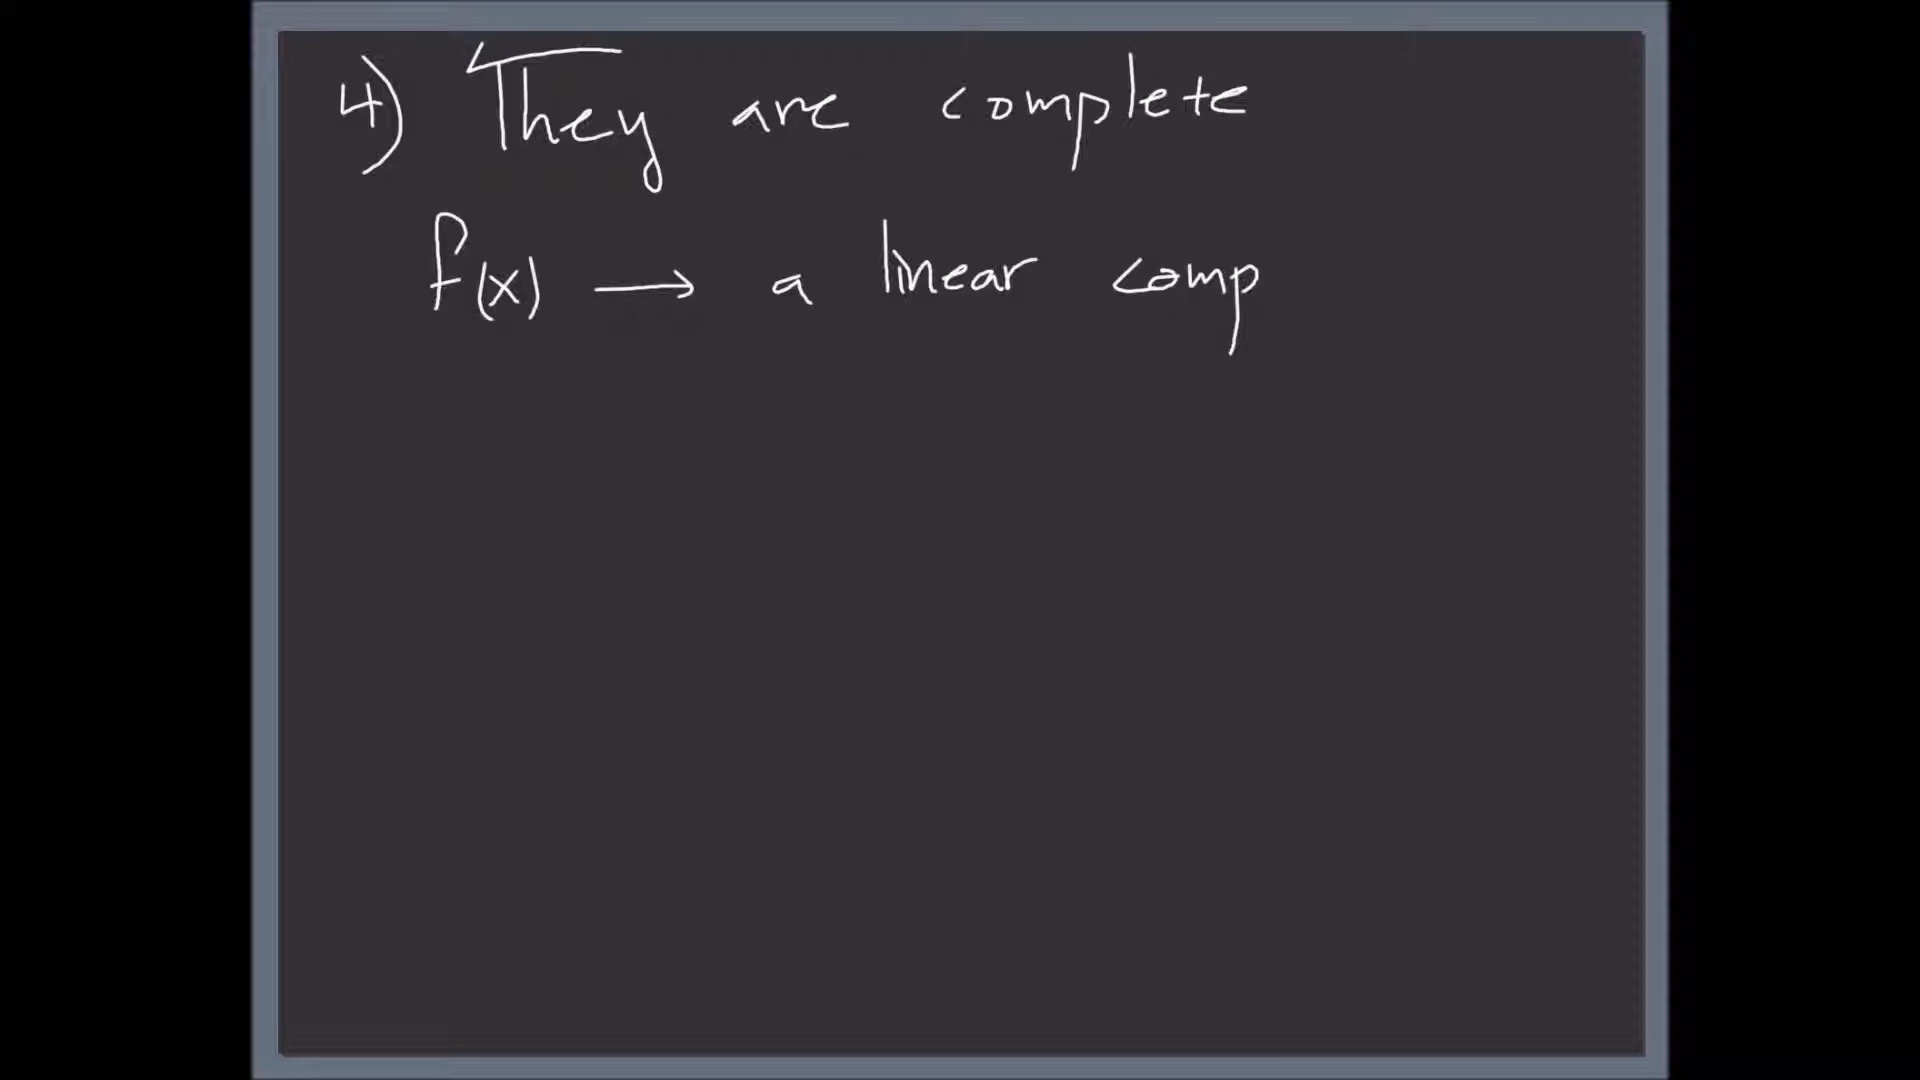 4) They are complete
f(x) → a linear comp